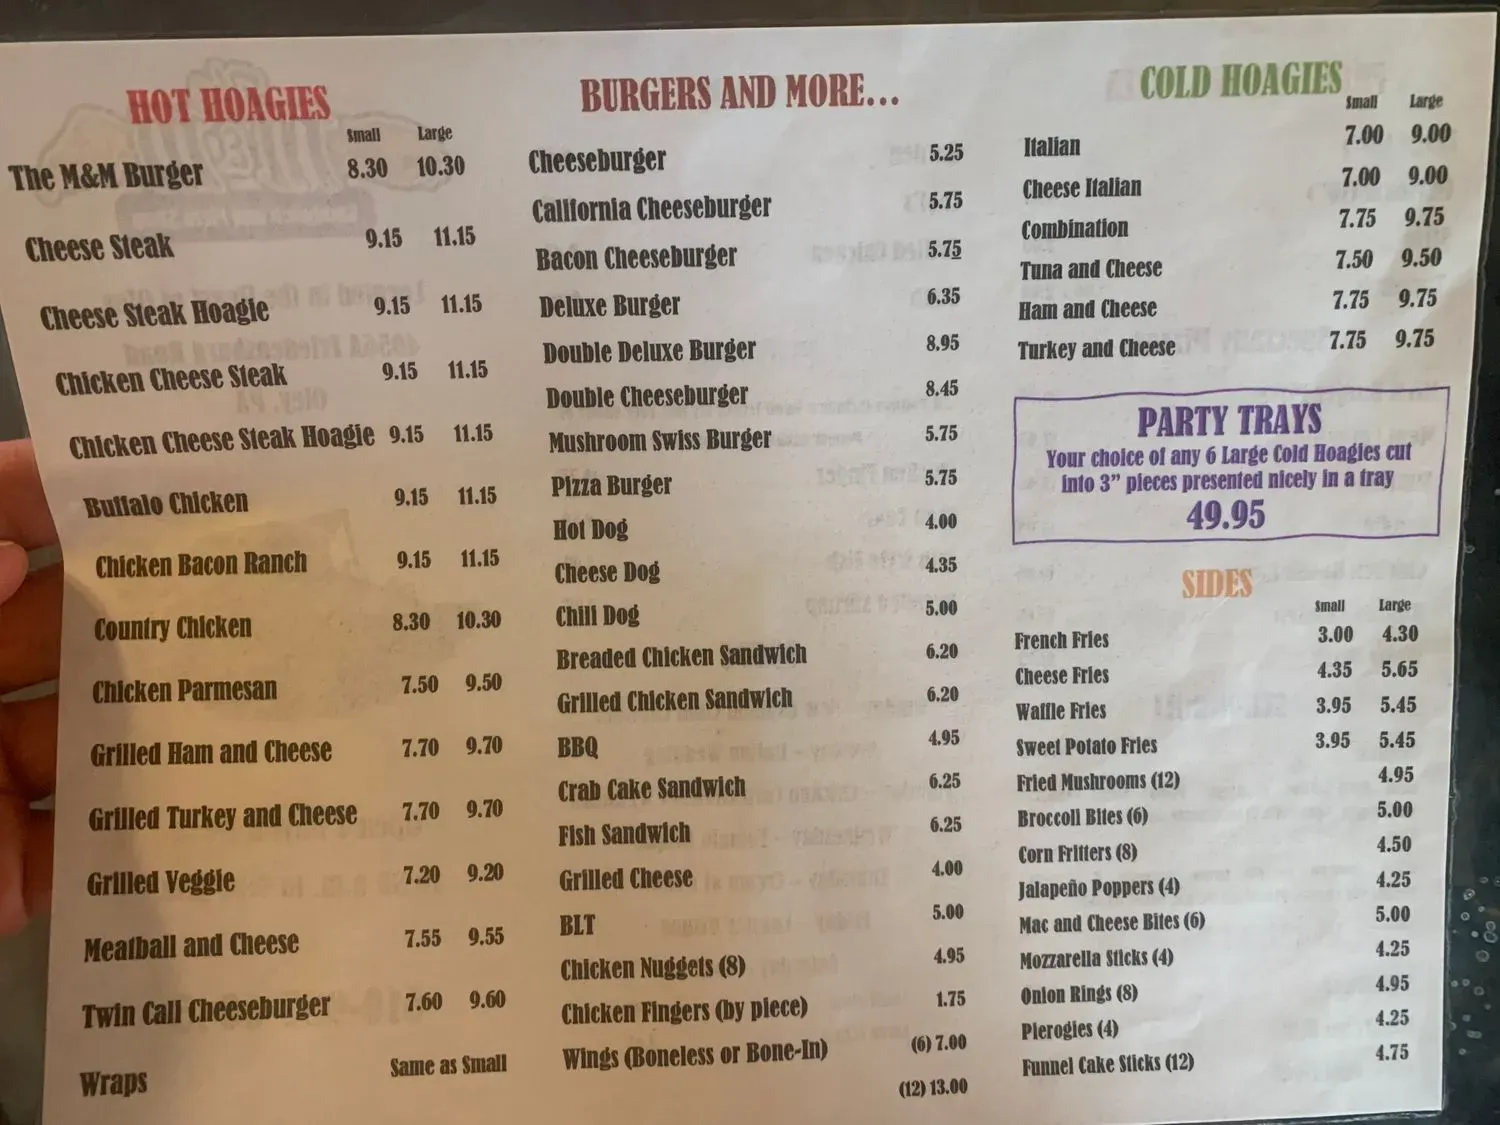 HOT HOAGIES
Small Large
The M&M Burger 8.30 10.30
Cheese Steak 9.15 11.15
Cheese Steak Hoagie 9.15 11.15
Chicken Cheese Steak 9.15 11.15
Chicken Cheese Steak Hoagie 9.15 11.15
Buffalo Chicken 9.15 11.15
Chicken Bacon Ranch 9.15 11.15
Country Chicken 8.30 10.30
Chicken Parmesan 7.50 9.50
Grilled Ham and Cheese 7.70 9.70
Grilled Turkey and Cheese 7.70 9.70
Grilled Veggie 7.20 9.20
Meatball and Cheese 7.55 9.55
Twin Call Cheeseburger 7.60 9.60
Wraps Same as Small
BURGERS AND MORE...
Cheeseburger 5.25
California Cheeseburger 5.75
Bacon Cheeseburger 5.75
Deluxe Burger 6.35
Double Deluxe Burger 8.95
Double Cheeseburger 8.45
Mushroom Swiss Burger 5.75
Pizza Burger 5.75
Hot Dog 4.00
Cheese Dog 4.35
Chili Dog 5.00
Breaded Chicken Sandwich 6.20
Grilled Chicken Sandwich 6.20
BBQ 4.95
Crab Cake Sandwich 6.25
Fish Sandwich 6.25
Grilled Cheese 4.00
BLT 5.00
Chicken Nuggets (8) 4.95
Chicken Fingers (by piece) 1.75
Wings (Boneless or Bone-In) (6) 7.00
(12) 13.00
COLD HOAGIES
Small Large
Italian 7.00 9.00
Cheese Italian 7.00 9.00
Combination 7.75 9.75
Tuna and Cheese 7.50 9.50
Ham and Cheese 7.75 9.75
Turkey and Cheese 7.75 9.75
PARTY TRAYS
Your choice of any 6 Large Cold Hoagies cut
into 3" pieces presented nicely in a tray
49.95
SIDES
Small Large
French Fries 3.00 4.30
Cheese Fries 4.35 5.65
Waffle Fries 3.95 5.45
Sweet Potato Fries 3.95 5.45
Fried Mushrooms (12) 4.95
Broccoli Bites (6) 5.00
Corn Fritters (8) 4.50
Jalapeño Poppers (4) 4.25
Mac and Cheese Bites (6) 5.00
Mozzarella Sticks (4) 4.25
Onion Rings (8) 4.95
Pierogies (4) 4.25
Funnel Cake Sticks (12) 4.75